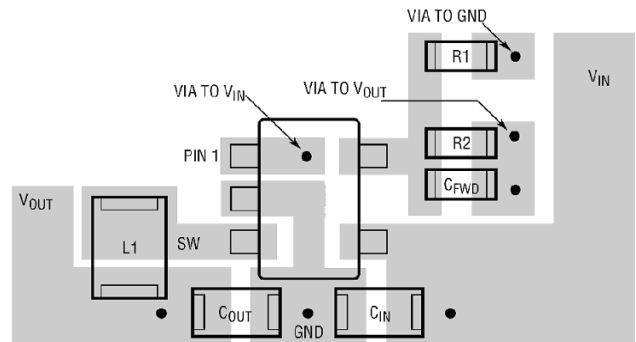 VIA TO GND
R1
VIA TO VIN
VIA TO VOUT
VIN
PIN 1
R2
CFWD
VOUT
L1
SW
COUT
GND
CIN